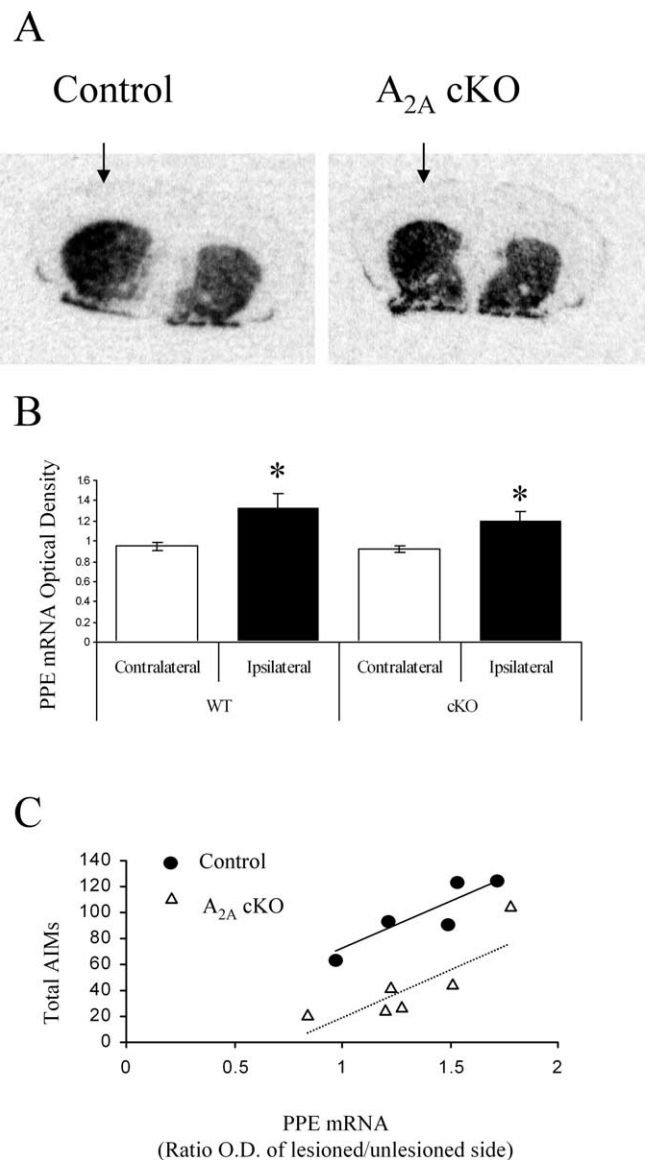 A
Control A2A cKO
B
PPE mRNA Optical Density
1.6
1.4
1.2
1
0.8
0.6
0.4
0.2
0
*
*
Contralateral Ipsilateral Contralateral Ipsilateral
WT cKO
C
Total AIMs
140
120
100
80
60
40
20
0
Control
A2A cKO
0 0.5 1 1.5 2
PPE mRNA
(Ratio O.D. of lesioned/unlesioned side)